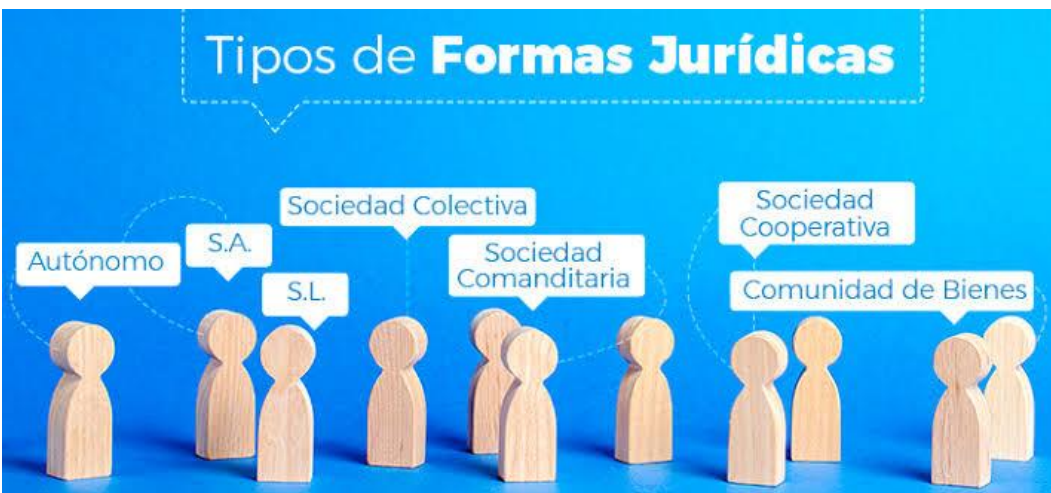 Tipos de Formas Jurídicas
Autónomo
S.A.
S.L.
Sociedad Colectiva
Sociedad
Comanditaria
Sociedad
Cooperativa
Comunidad de Bienes